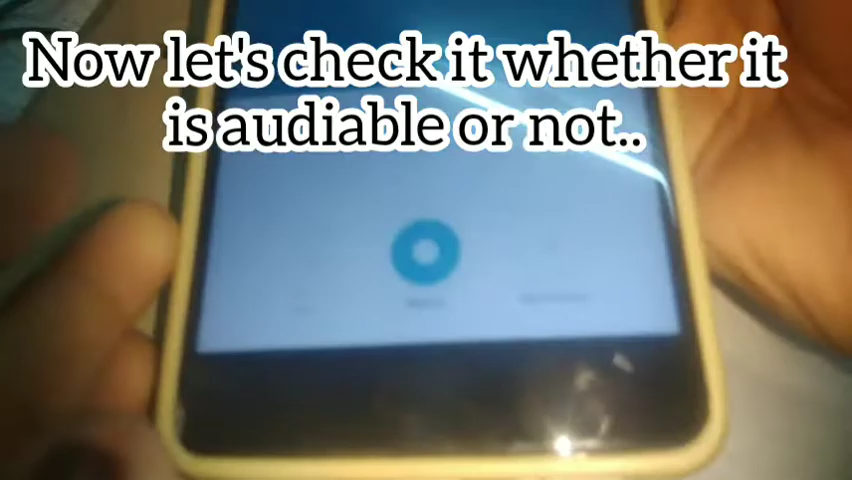 Now let's check it whether it
is audiable or not..